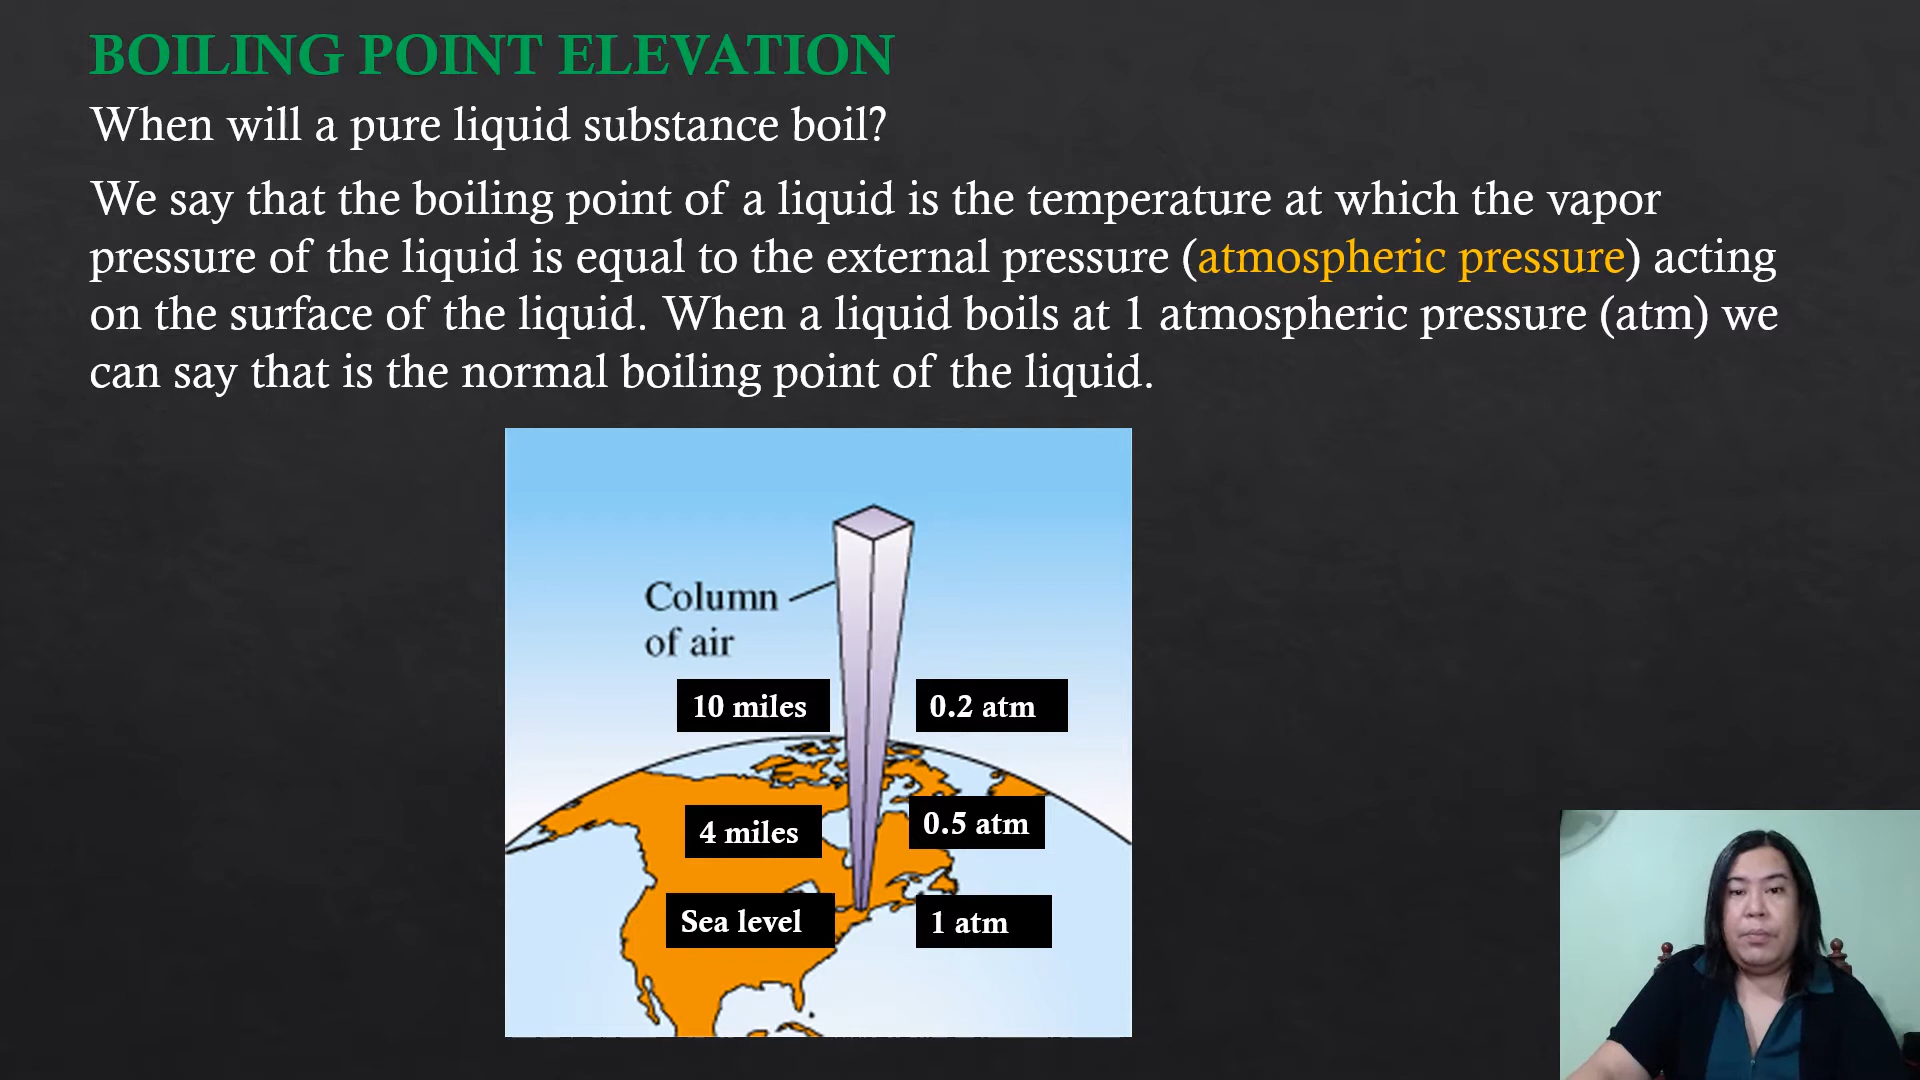 BOILING POINT ELEVATION
When will a pure liquid substance boil?
We say that the boiling point of a liquid is the temperature at which the vapor
pressure of the liquid is equal to the external pressure (atmospheric pressure) acting
on the surface of the liquid. When a liquid boils at 1 atmospheric pressure (atm) we
can say that is the normal boiling point of the liquid.
Column
of air
10 miles
0.2 atm
4 miles
0.5 atm
Sea level
1 atm